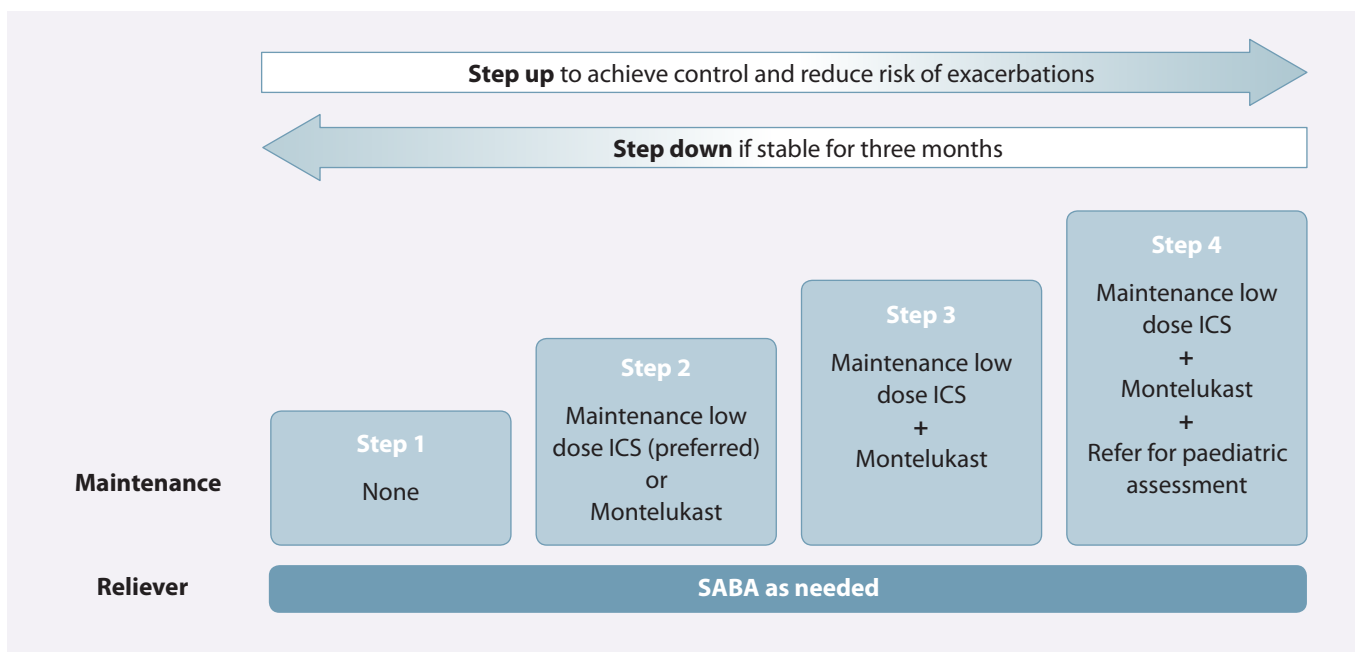 Step up to achieve control and reduce risk of exacerbations
Step down if stable for three months
Maintenance
Step 1
None
Step 2
Maintenance low
dose ICS (preferred)
or
Montelukast
Step 3
Maintenance low
dose ICS
+
Montelukast
Step 4
Maintenance low
dose ICS
+
Montelukast
+
Refer for paediatric
assessment
Reliever
SABA as needed